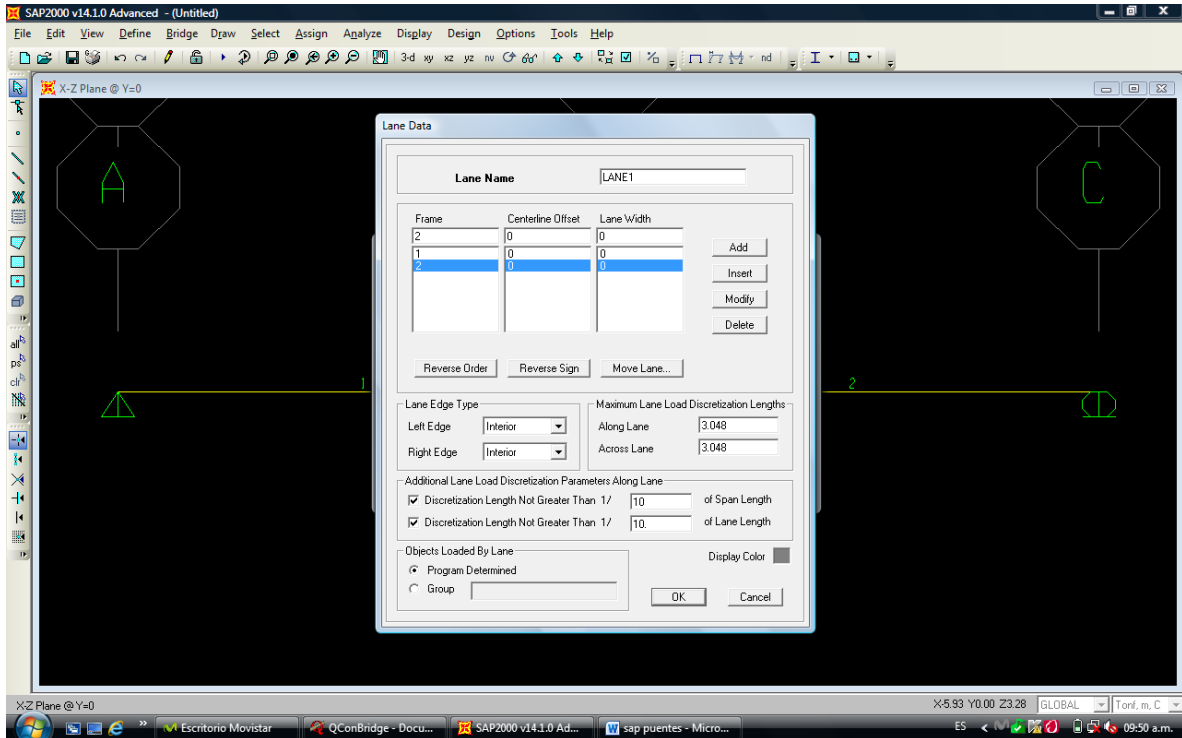 SAP2000 v14.1.0 Advanced - (Untitled)
File Edit View Define Bridge Draw Select Assign Analyze Display Design Options Tools Help
3-d xy xz yz nv nd
X-Z Plane @ Y=0
all
ps
clr
A
C
1
2
Lane Data
Lane Name LANE1
Frame Centerline Offset Lane Width
2 0 0
1 0 0
2 0 0
Add
Insert
Modify
Delete
Reverse Order Reverse Sign Move Lane...
Lane Edge Type
Left Edge Interior
Right Edge Interior
Maximum Lane Load Discretization Lengths
Along Lane 3.048
Across Lane 3.048
Additional Lane Load Discretization Parameters Along Lane
Discretization Length Not Greater Than 1/ 10 of Span Length
Discretization Length Not Greater Than 1/ 10. of Lane Length
Objects Loaded By Lane
Program Determined
Group
Display Color
OK Cancel
X-Z Plane @ Y=0 X-5.93 Y0.00 Z3.28 GLOBAL Tonf, m, C
Escritorio Movistar QConBridge - Docu... SAP2000 v14.1.0 Ad... sap puentes - Micro... ES 09:50 a.m.